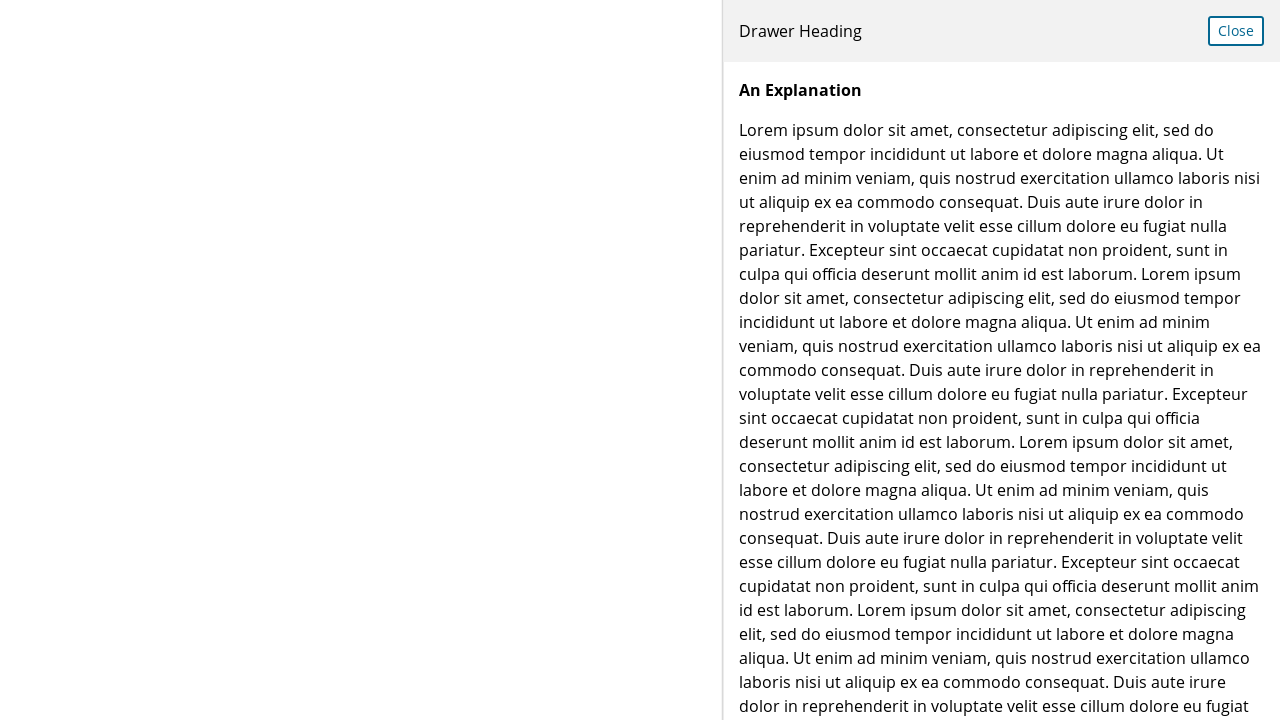 Drawer Heading
Close
An Explanation
Lorem ipsum dolor sit amet, consectetur adipiscing elit, sed do
eiusmod tempor incididunt ut labore et dolore magna aliqua. Ut
enim ad minim veniam, quis nostrud exercitation ullamco laboris nisi
ut aliquip ex ea commodo consequat. Duis aute irure dolor in
reprehenderit in voluptate velit esse cillum dolore eu fugiat nulla
pariatur. Excepteur sint occaecat cupidatat non proident, sunt in
culpa qui officia deserunt mollit anim id est laborum. Lorem ipsum
dolor sit amet, consectetur adipiscing elit, sed do eiusmod tempor
incididunt ut labore et dolore magna aliqua. Ut enim ad minim
veniam, quis nostrud exercitation ullamco laboris nisi ut aliquip ex ea
commodo consequat. Duis aute irure dolor in reprehenderit in
voluptate velit esse cillum dolore eu fugiat nulla pariatur. Excepteur
sint occaecat cupidatat non proident, sunt in culpa qui officia
deserunt mollit anim id est laborum. Lorem ipsum dolor sit amet,
consectetur adipiscing elit, sed do eiusmod tempor incididunt ut
labore et dolore magna aliqua. Ut enim ad minim veniam, quis
nostrud exercitation ullamco laboris nisi ut aliquip ex ea commodo
consequat. Duis aute irure dolor in reprehenderit in voluptate velit
esse cillum dolore eu fugiat nulla pariatur. Excepteur sint occaecat
cupidatat non proident, sunt in culpa qui officia deserunt mollit anim
id est laborum. Lorem ipsum dolor sit amet, consectetur adipiscing
elit, sed do eiusmod tempor incididunt ut labore et dolore magna
aliqua. Ut enim ad minim veniam, quis nostrud exercitation ullamco
laboris nisi ut aliquip ex ea commodo consequat. Duis aute irure
dolor in reprehenderit in voluptate velit esse cillum dolore eu fugiat